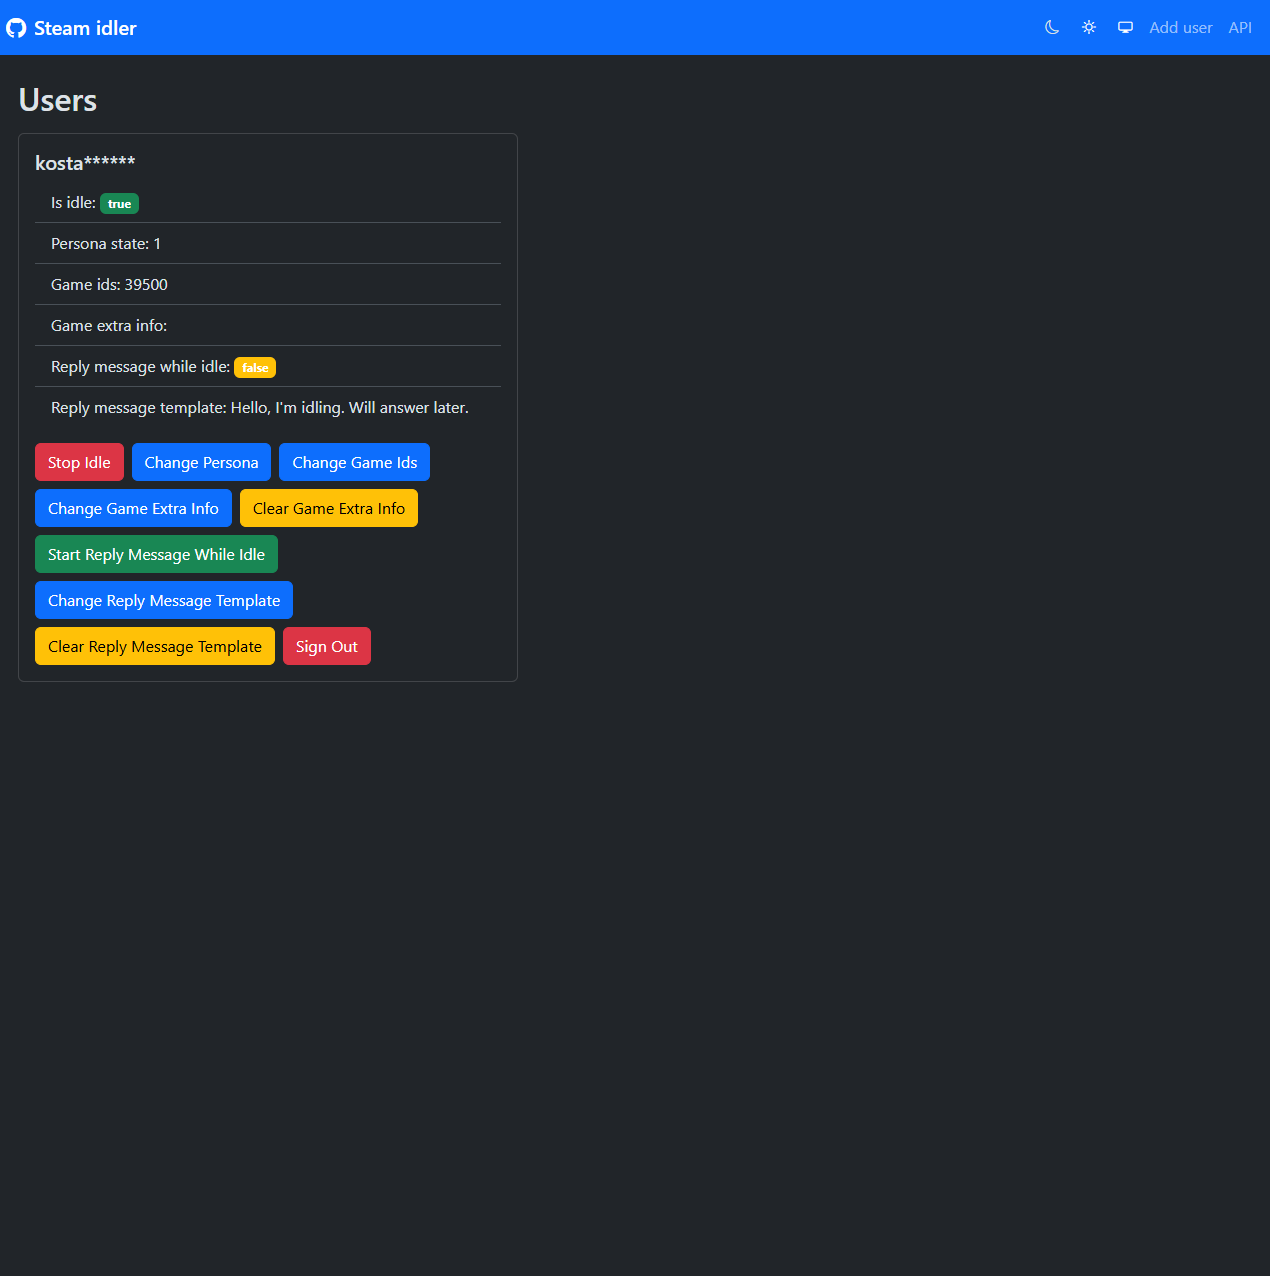 Steam idler
Add user API
Users
kosta******
Is idle: true
Persona state: 1
Game ids: 39500
Game extra info:
Reply message while idle: false
Reply message template: Hello, I'm idling. Will answer later.
Stop Idle Change Persona Change Game Ids
Change Game Extra Info Clear Game Extra Info
Start Reply Message While Idle
Change Reply Message Template
Clear Reply Message Template Sign Out